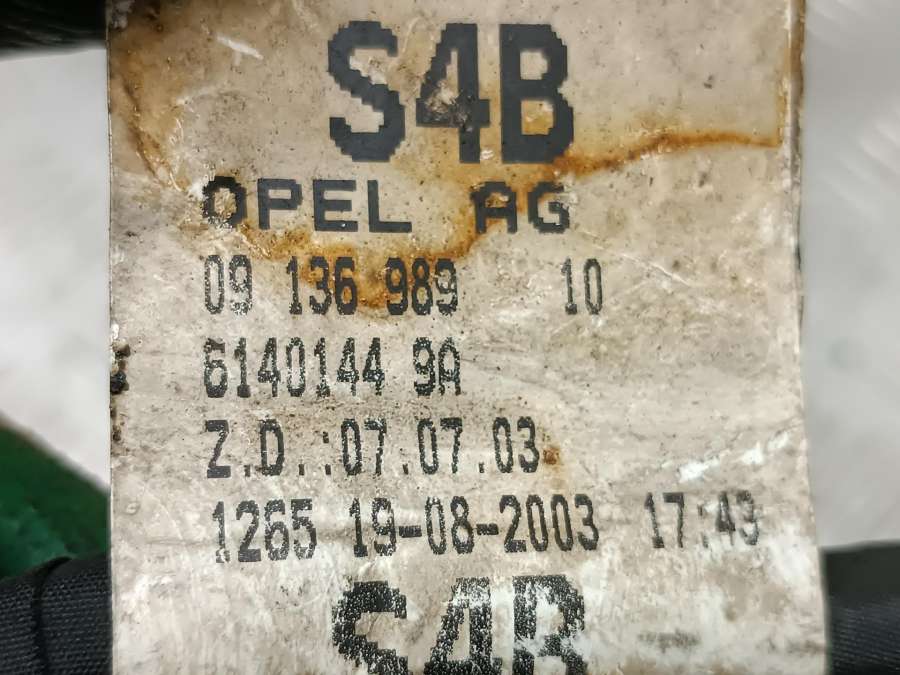 S4B
OPEL AG
09 136 989 10
6140144 9A
Z.D.:07.07.03
1265 19-08-2003 17:49
S4B